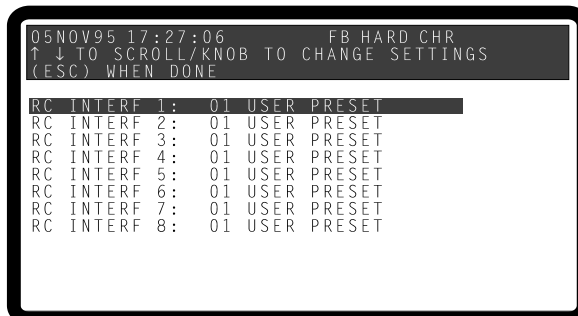 05NOV95 17:27:06 FB HARD CHR
↑ ↓ TO SCROLL/KNOB TO CHANGE SETTINGS
(ESC) WHEN DONE
RC INTERF 1: 01 USER PRESET
RC INTERF 2: 01 USER PRESET
RC INTERF 3: 01 USER PRESET
RC INTERF 4: 01 USER PRESET
RC INTERF 5: 01 USER PRESET
RC INTERF 6: 01 USER PRESET
RC INTERF 7: 01 USER PRESET
RC INTERF 8: 01 USER PRESET